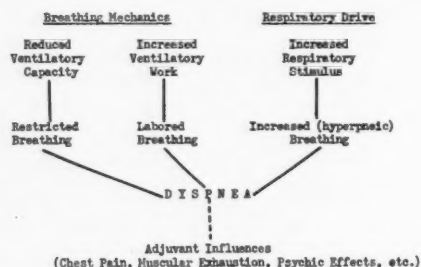 Breathing Mechanics Respiratory Drive
Reduced Increased Increased
Ventilatory Ventilatory Respiratory
Capacity Work Stimulus
Restricted Labored Increased (hyperpneic)
Breathing Breathing Breathing
D Y S P N E A
Adjuvant Influences
(Chest Pain, Muscular Exhaustion, Psychic Effects, etc.)